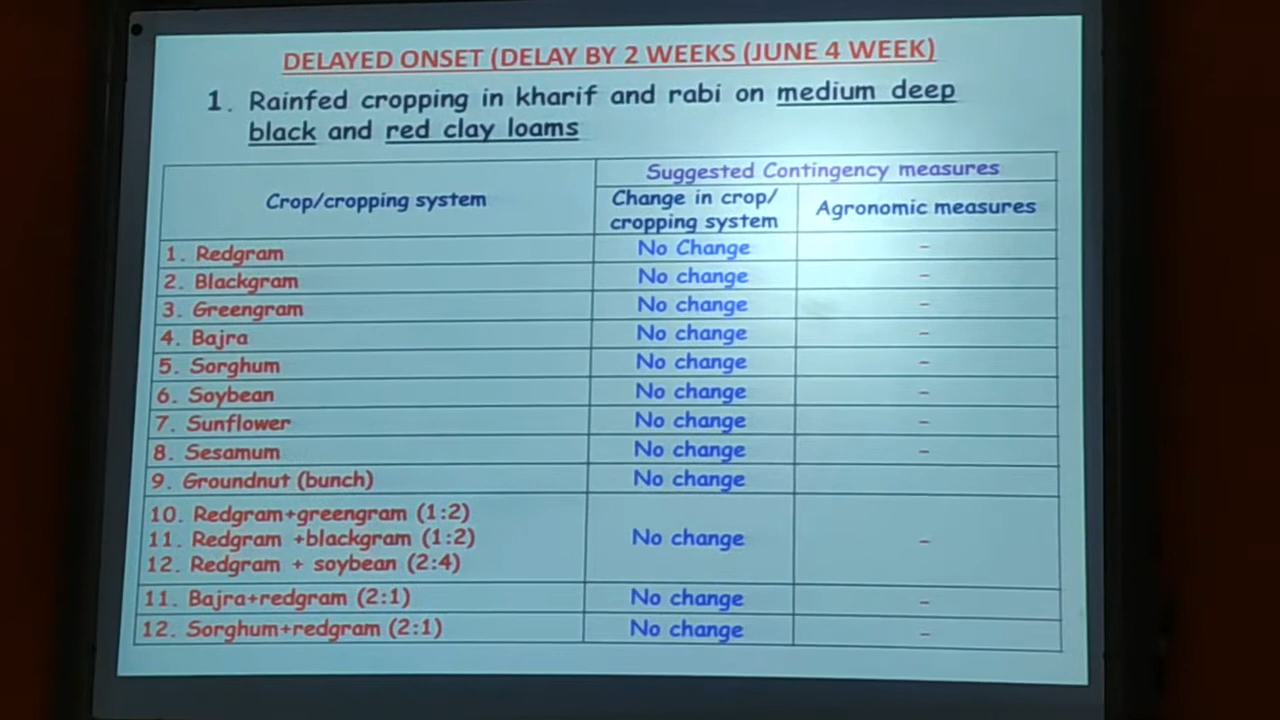 DELAYED ONSET (DELAY BY 2 WEEKS (JUNE 4 WEEK)
1. Rainfed cropping in kharif and rabi on medium deep
black and red clay loams
Crop/cropping system
Suggested Contingency measures
Change in crop/
cropping system
Agronomic measures
1. Redgram No Change -
2. Blackgram No change -
3. Greengram No change -
4. Bajra No change -
5. Sorghum No change -
6. Soybean No change -
7. Sunflower No change -
8. Sesamum No change -
9. Groundnut (bunch) No change
10. Redgram+greengram (1:2)
11. Redgram +blackgram (1:2) No change -
12. Redgram + soybean (2:4)
11. Bajra+redgram (2:1) No change -
12. Sorghum+redgram (2:1) No change -